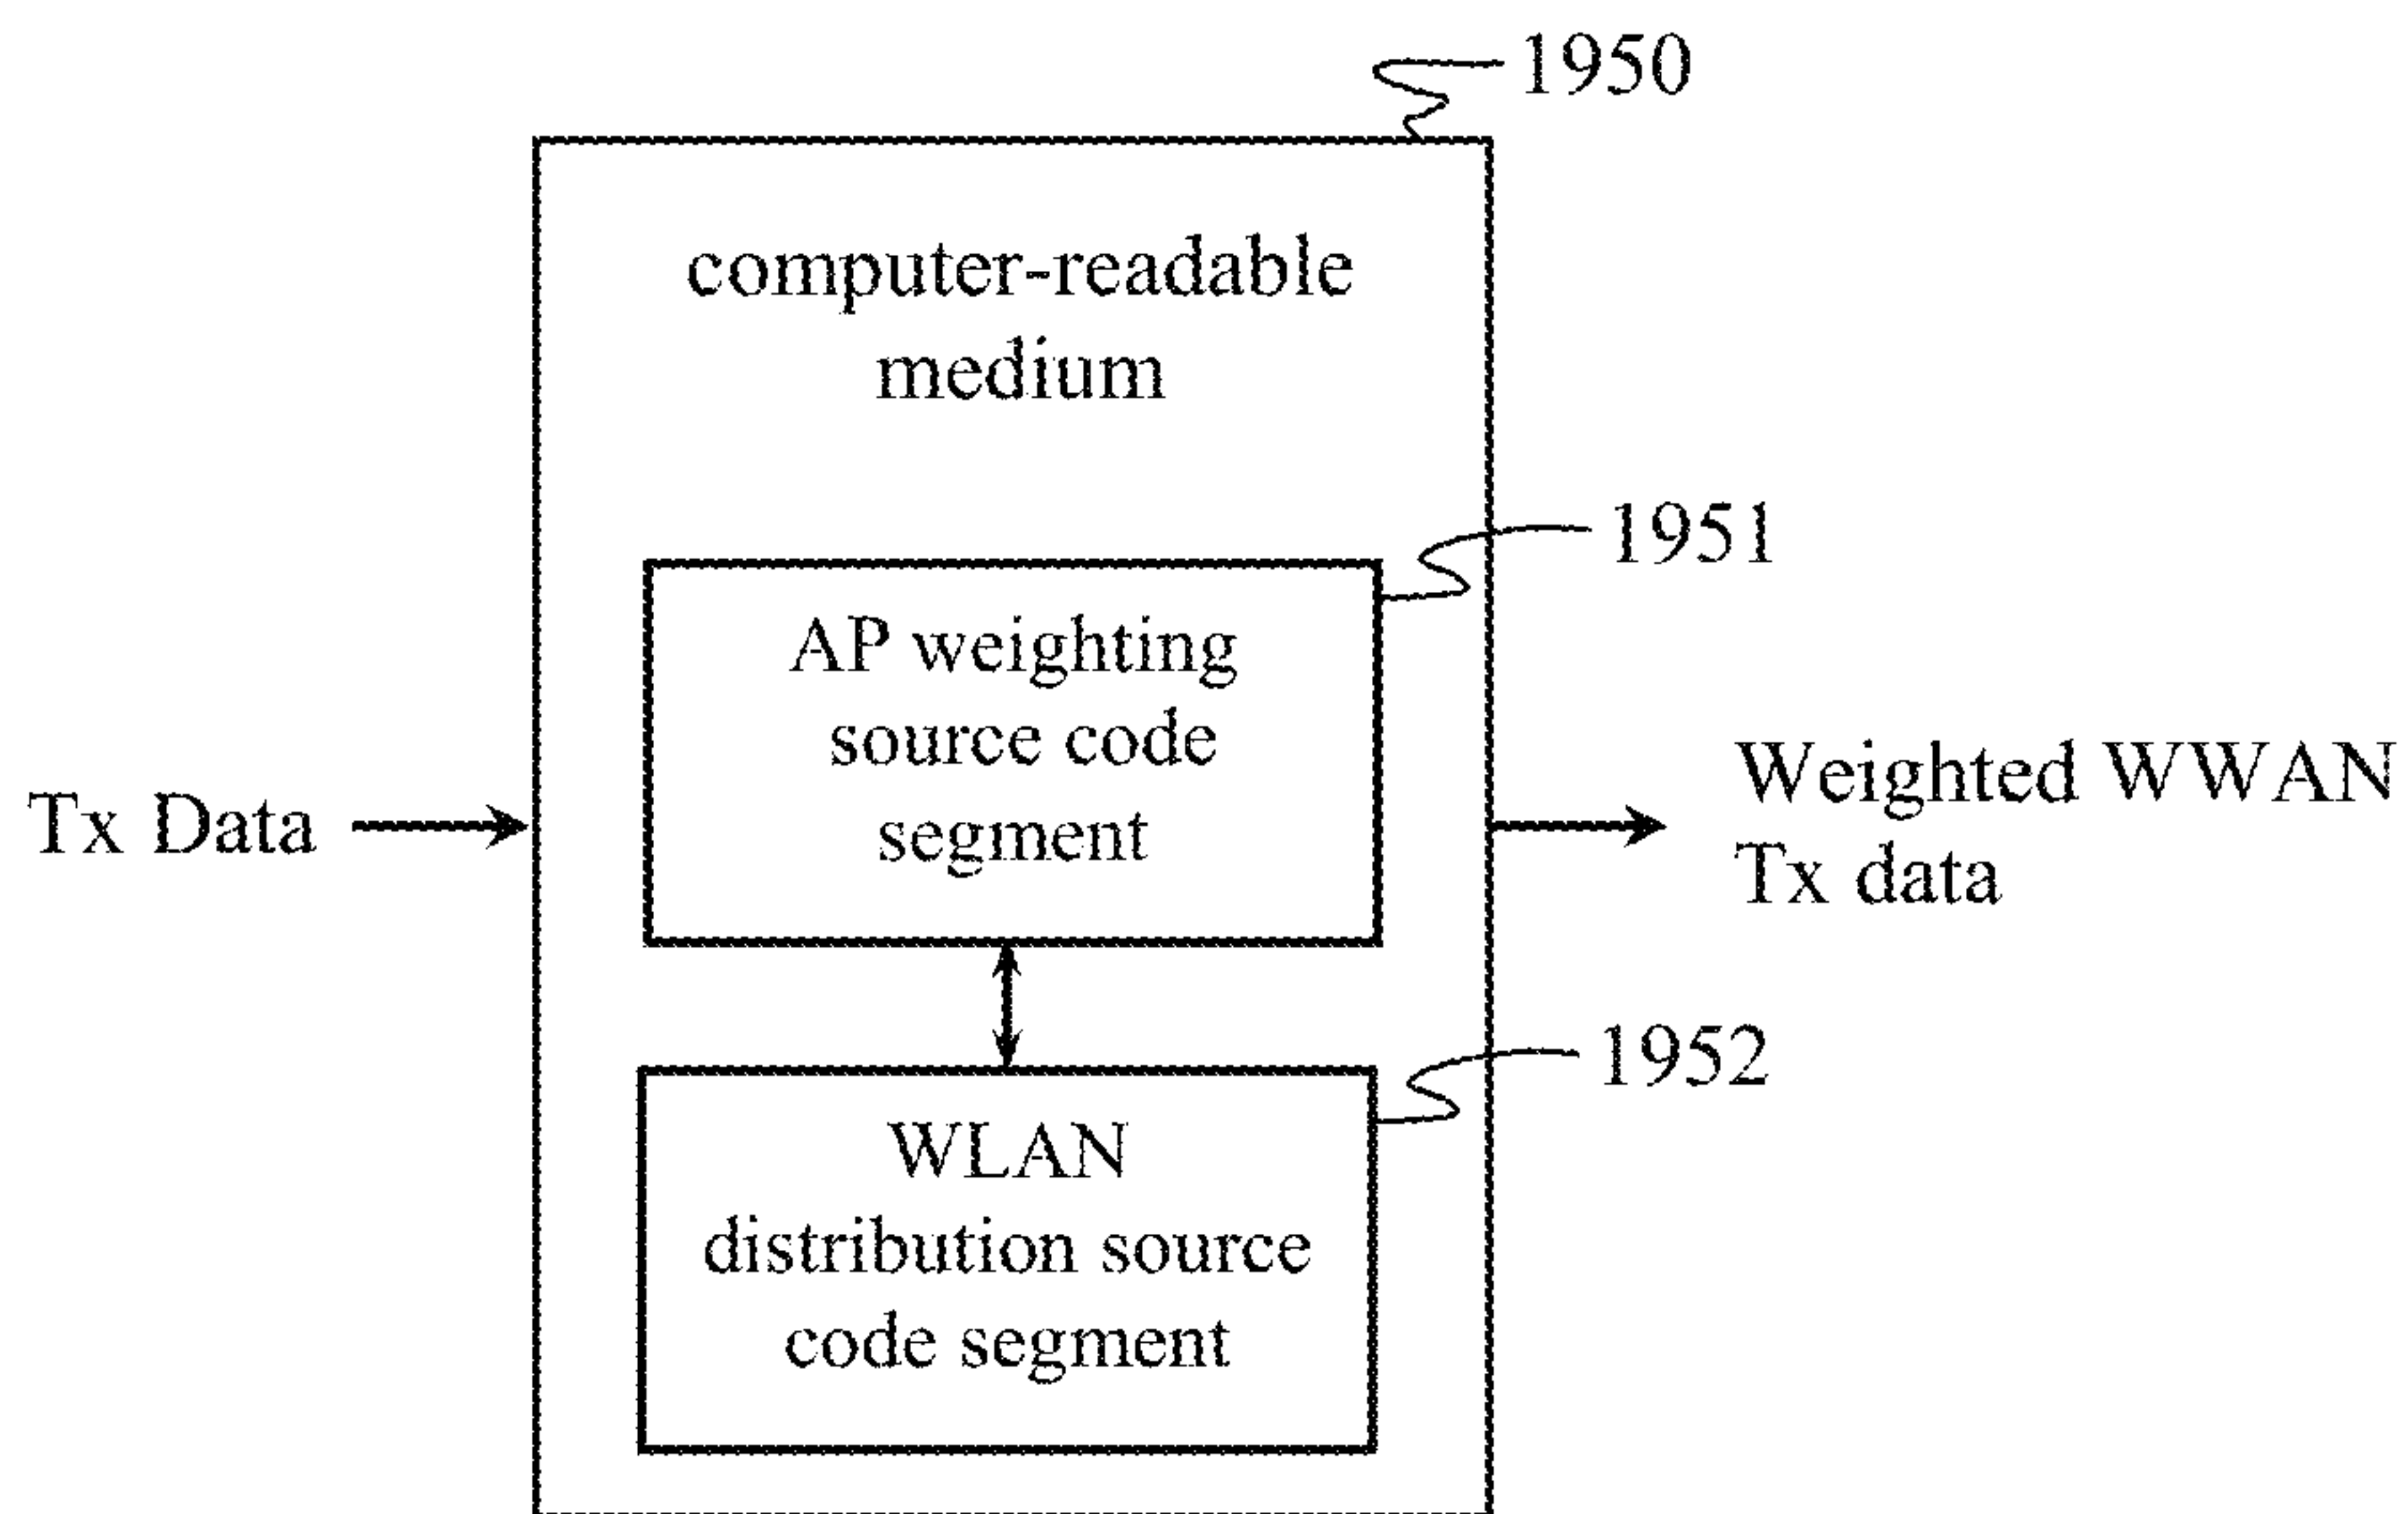 1950
computer-readable
medium
1951
AP weighting
source code
segment
Tx Data
Weighted WWAN
Tx data
1952
WLAN
distribution source
code segment